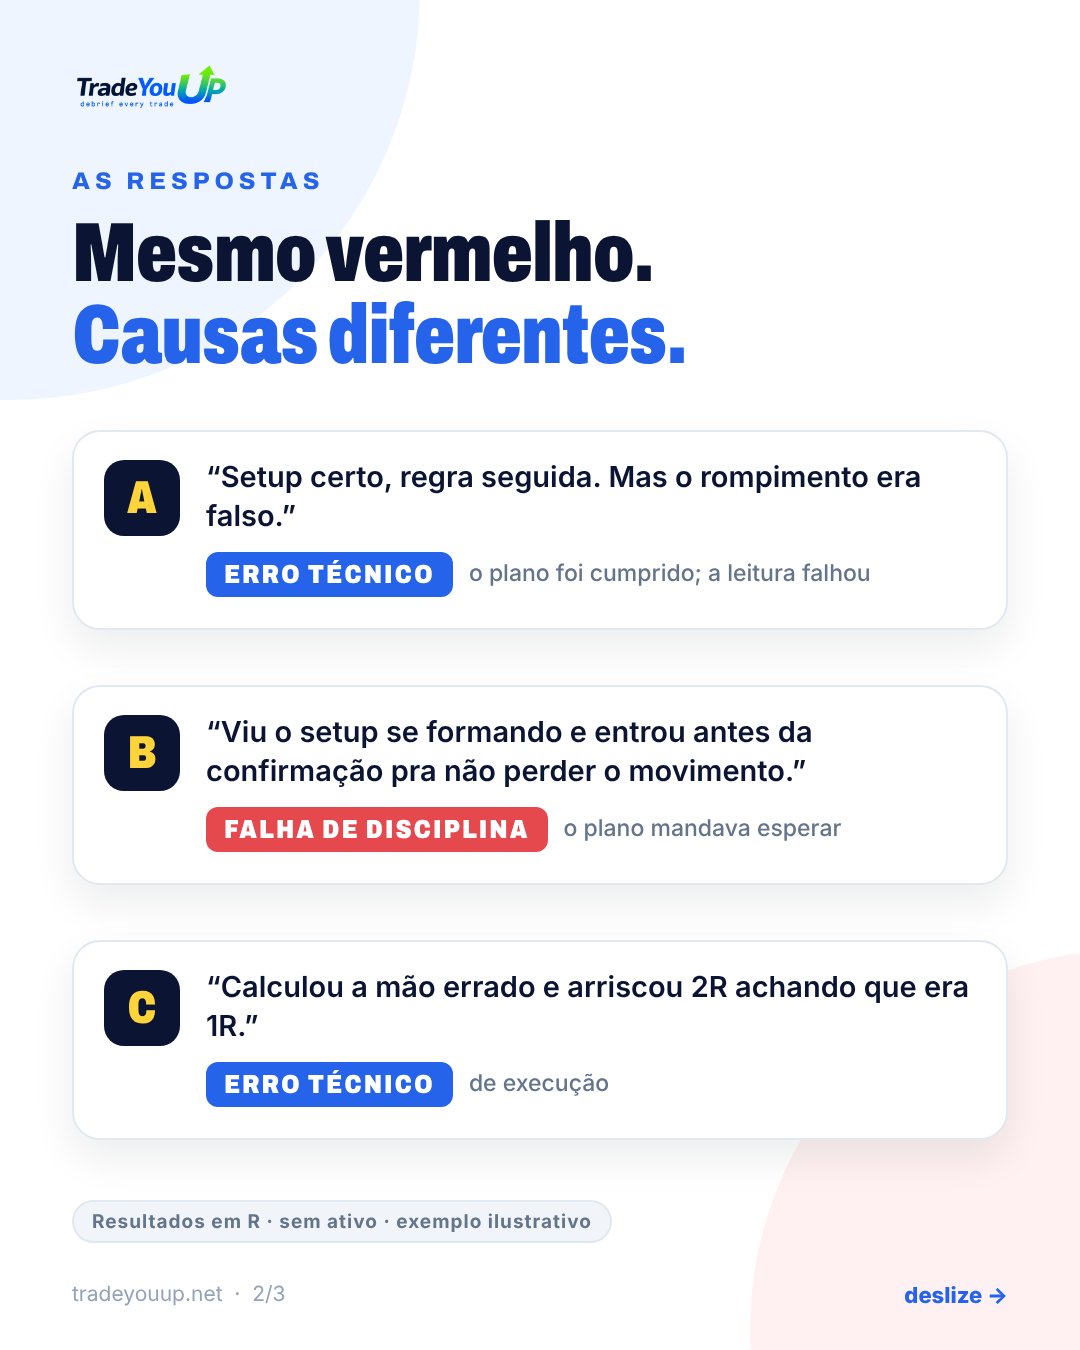 TradeYouUP
debrief every trade
AS RESPOSTAS
Mesmo vermelho.
Causas diferentes.
A
“Setup certo, regra seguida. Mas o rompimento era
falso.”
ERRO TÉCNICO o plano foi cumprido; a leitura falhou
B
“Viu o setup se formando e entrou antes da
confirmação pra não perder o movimento.”
FALHA DE DISCIPLINA o plano mandava esperar
C
“Calculou a mão errado e arriscou 2R achando que era
1R.”
ERRO TÉCNICO de execução
Resultados em R · sem ativo · exemplo ilustrativo
tradeyouup.net · 2/3
deslize →